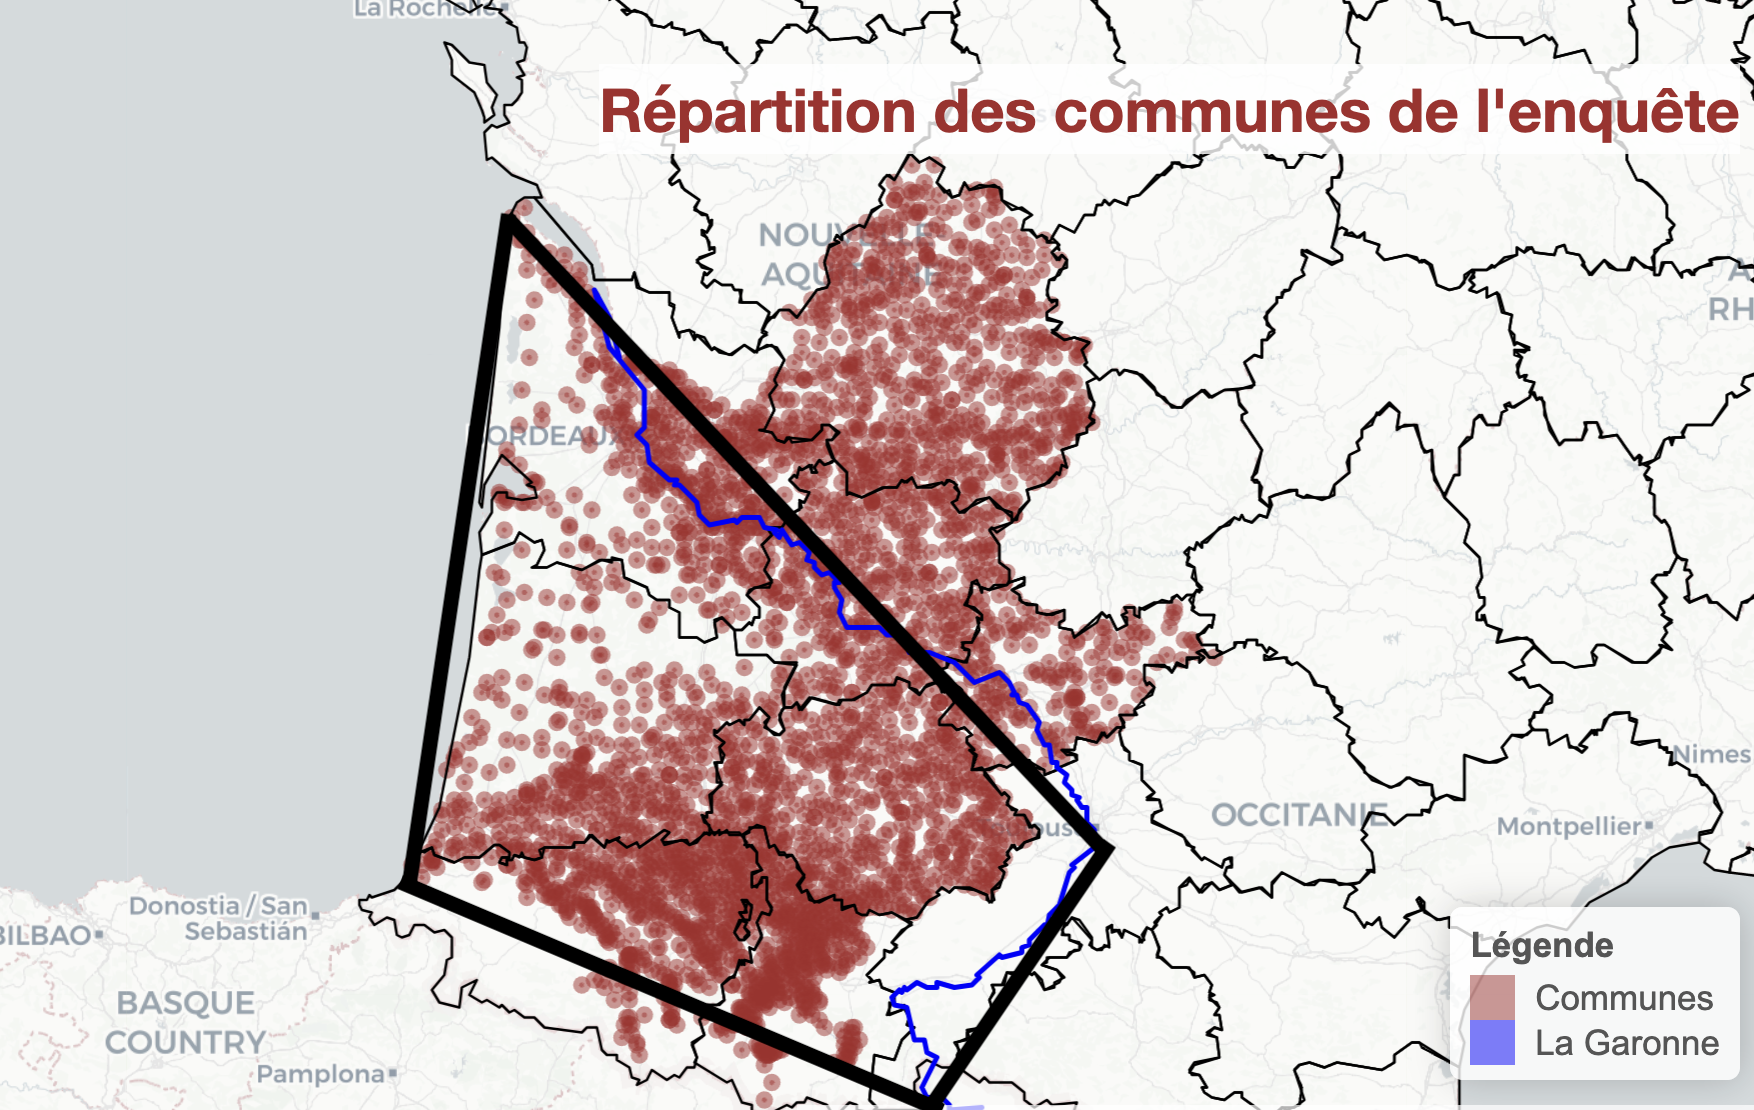 La Rochelle
Répartition des communes de l'enquête
NOUVELLE
AQUITAINE
RH
BORDEAUX
Nimes
OCCITANIE
Montpellier
Donostia / San
Sebastián
BILBAO
BASQUE
COUNTRY
Pamplona
Légende
Communes
La Garonne